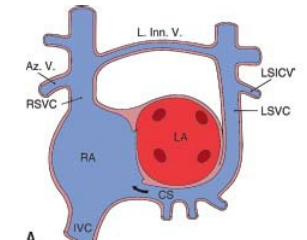 L. Inn. V.
Az. V.
LSICV
RSVC
LSVC
LA
RA
CS
IVC
A